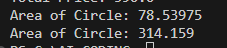 Area of Circle: 78.53975
Area of Circle: 314.159